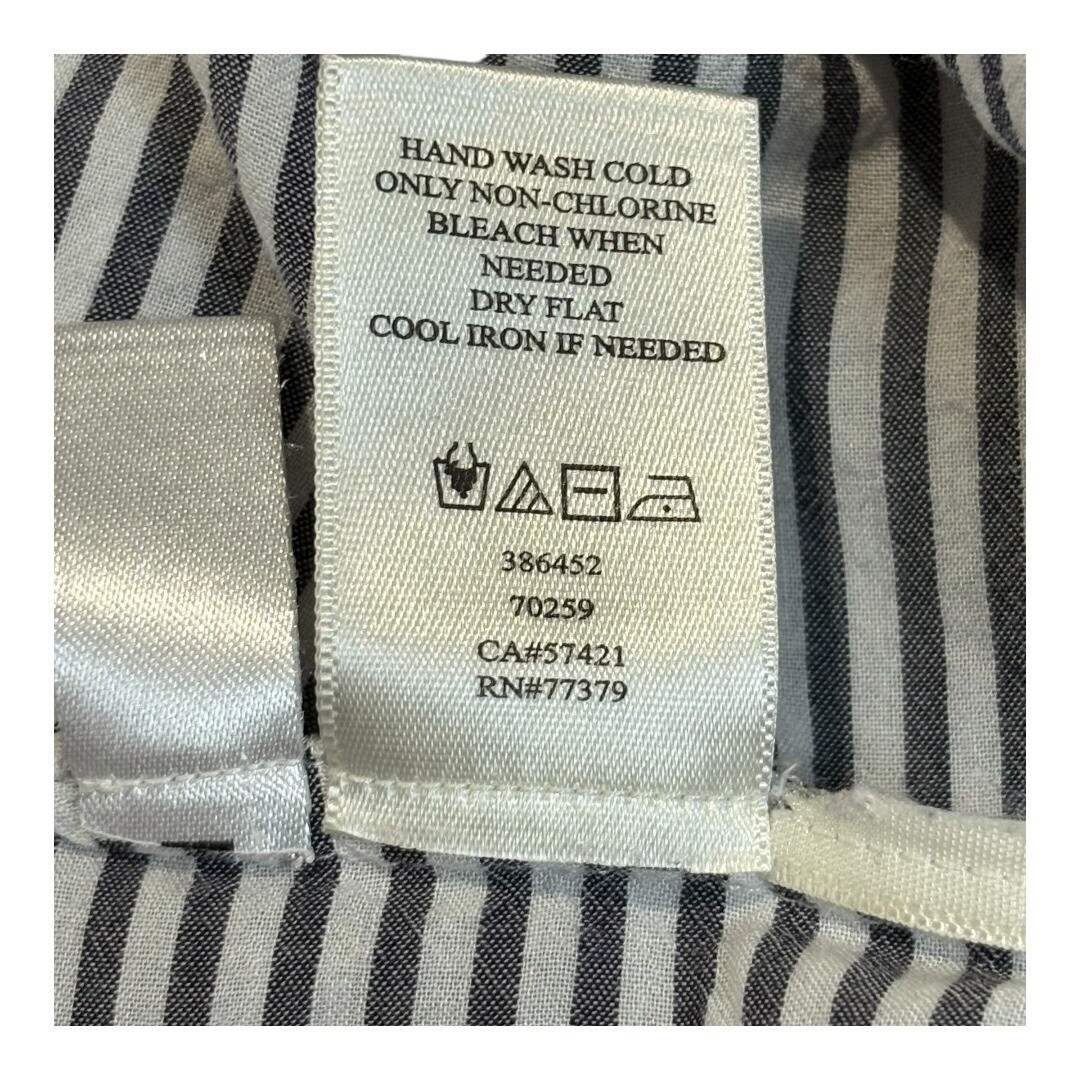 HAND WASH COLD
ONLY NON-CHLORINE
BLEACH WHEN
NEEDED
DRY FLAT
COOL IRON IF NEEDED
386452
70259
CA#57421
RN#77379